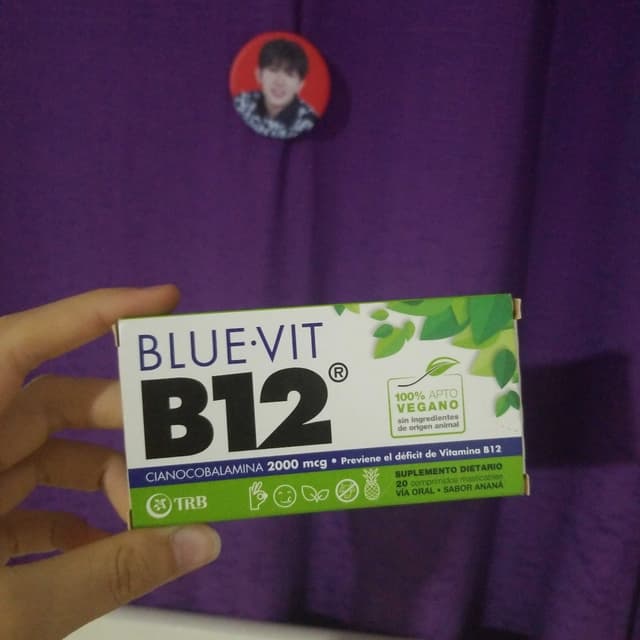 BLUE·VIT
B12®
100% APTO
VEGANO
sin ingredientes
de origen animal
CIANOCOBALAMINA 2000 mcg • Previene el déficit de Vitamina B12
TRB
SUPLEMENTO DIETARIO
20 comprimidos masticables
VÍA ORAL • SABOR ANANÁ